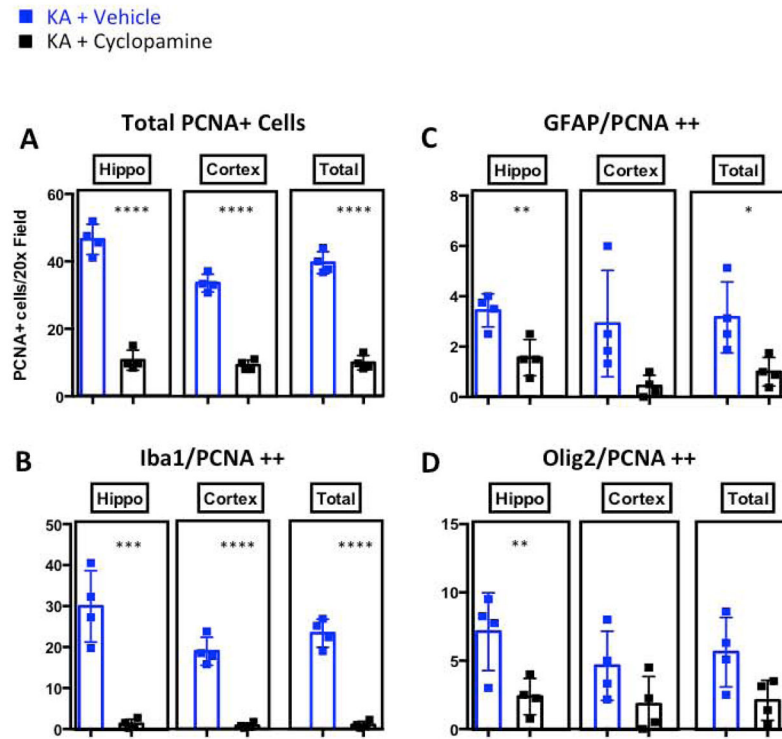 KA + Vehicle
KA + Cyclopamine
A
Total PCNA+ Cells
Hippo
Cortex
Total
PCNA+ cells/20x Field
60
40
20
0
****
****
****
C
GFAP/PCNA ++
Hippo
Cortex
Total
8
6
4
2
0
**
*
B
Iba1/PCNA ++
Hippo
Cortex
Total
50
40
30
20
10
0
***
****
****
D
Olig2/PCNA ++
Hippo
Cortex
Total
15
10
5
0
**